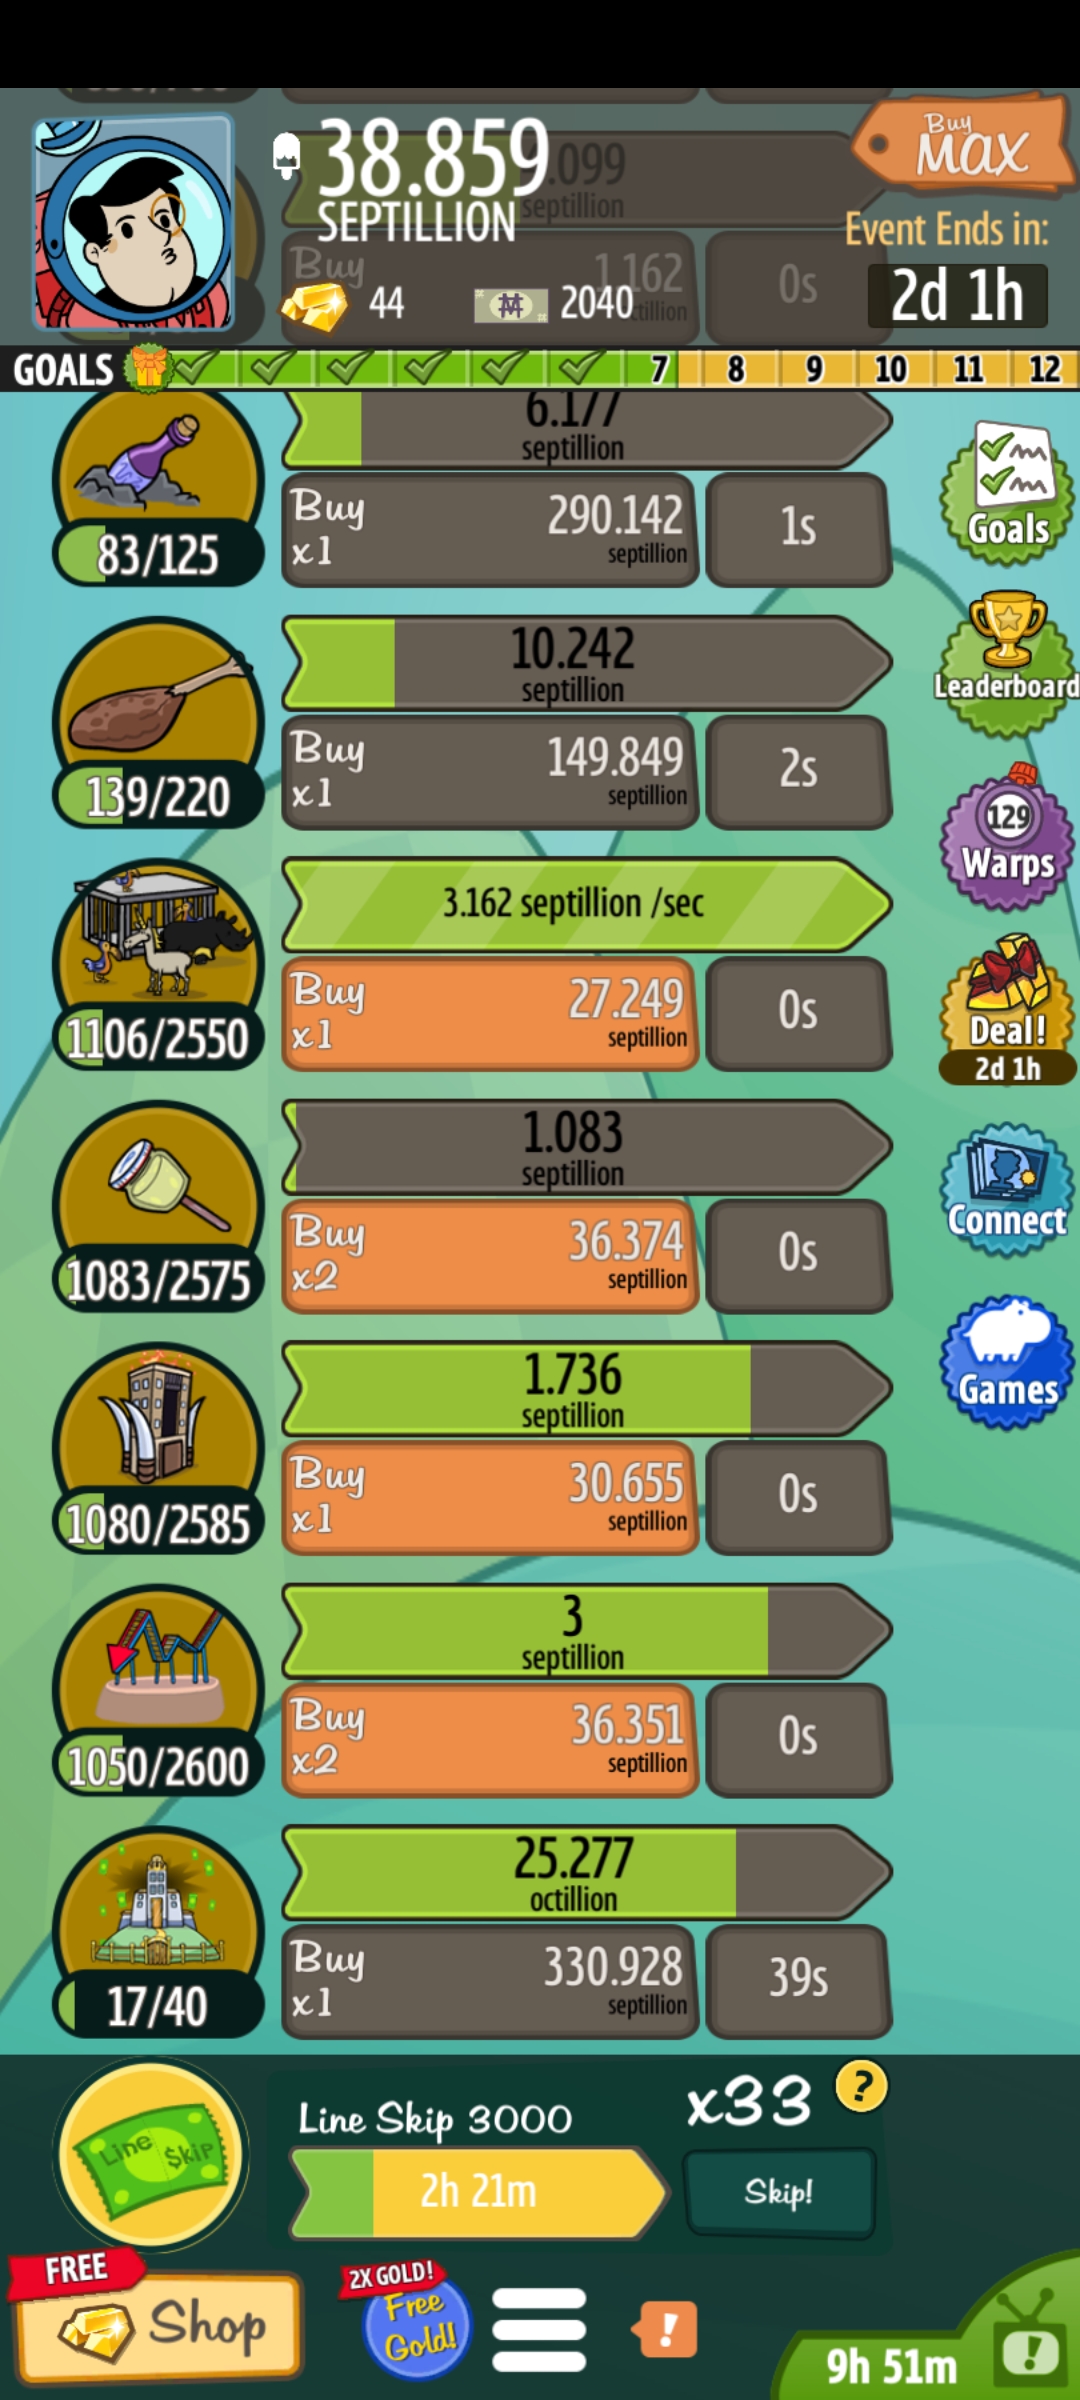 38.859
SEPTILLION
.099
septillion
Buy
MAX
Event Ends in:
2d 1h
Buy
1.162
0s
44
2040
GOALS 7 8 9 10 11 12
6.177
septillion
83/125
Buy
x1
290.142
septillion
1s
Goals
10.242
septillion
139/220
Buy
x1
149.849
septillion
2s
Leaderboard
3.162 septillion /sec
1106/2550
Buy
x1
27.249
septillion
0s
129
Warps
Deal!
2d 1h
1.083
septillion
1083/2575
Buy
x2
36.374
septillion
0s
Connect
1.736
septillion
1080/2585
Buy
x1
30.655
septillion
0s
Games
3
septillion
1050/2600
Buy
x2
36.351
septillion
0s
25.277
octillion
17/40
Buy
x1
330.928
septillion
39s
Line $kip
Line Skip 3000
x33
?
2h 21m
Skip!
FREE
Shop
2X GOLD!
Free
Gold!
!
9h 51m
!